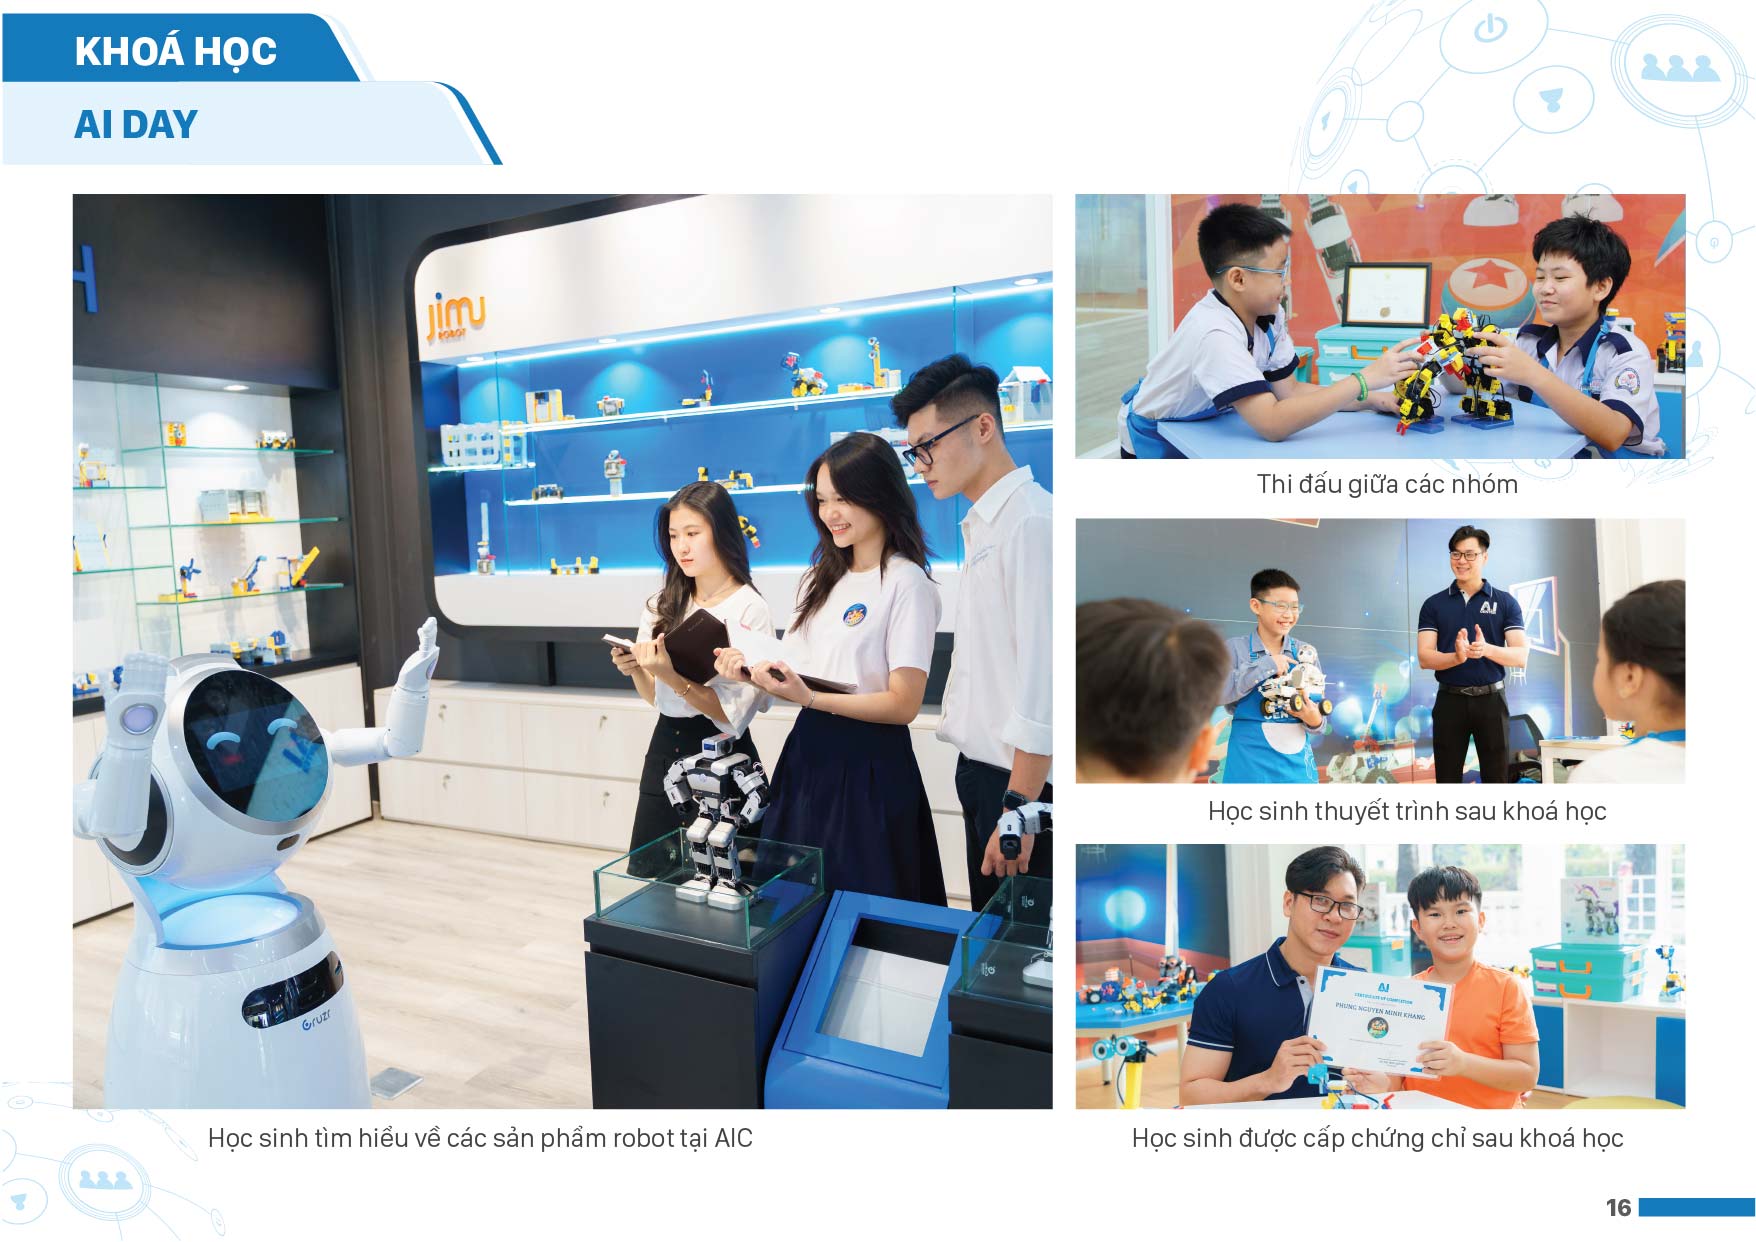 KHOÁ HỌC
AI DAY
H
JIMU
ROBOT
cruzr
Học sinh tìm hiểu về các sản phẩm robot tại AIC
Thi đấu giữa các nhóm
AI
CEN
Học sinh thuyết trình sau khoá học
AI
CERTIFICATE OF COMPLETION
PHUNG NGUYEN MINH KHANG
Học sinh được cấp chứng chỉ sau khoá học
16